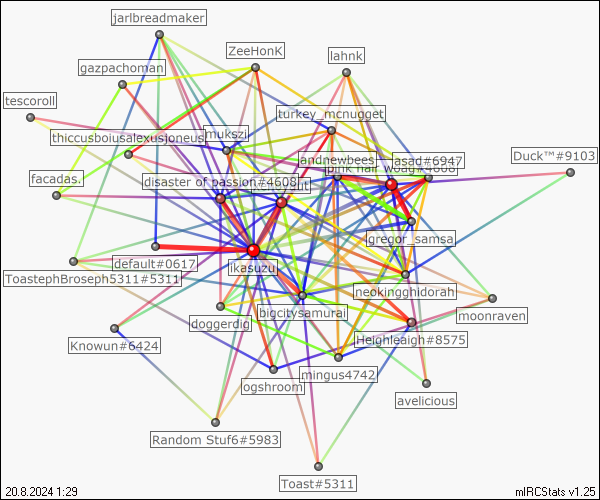 jarlbreadmaker
ZeeHonK
lahnk
gazpachoman
tescoroll
turkey_mcnugget
thiccusboiusalexusjoneus
mukszi
andnewbees
asad#6947
Duck™#9103
pink hair
facadas.
disaster of passion#4608
gregor_samsa
default#0617
ikasuzu
ToastephBroseph5311#5311
neokingghidorah
doggerdig
bigcitysamurai
moonraven
Knowun#6424
Heighleaigh#8575
mingus4742
ogshroom
avelicious
Random Stuf6#5983
Toast#5311
20.8.2024 1:29
mIRCStats v1.25